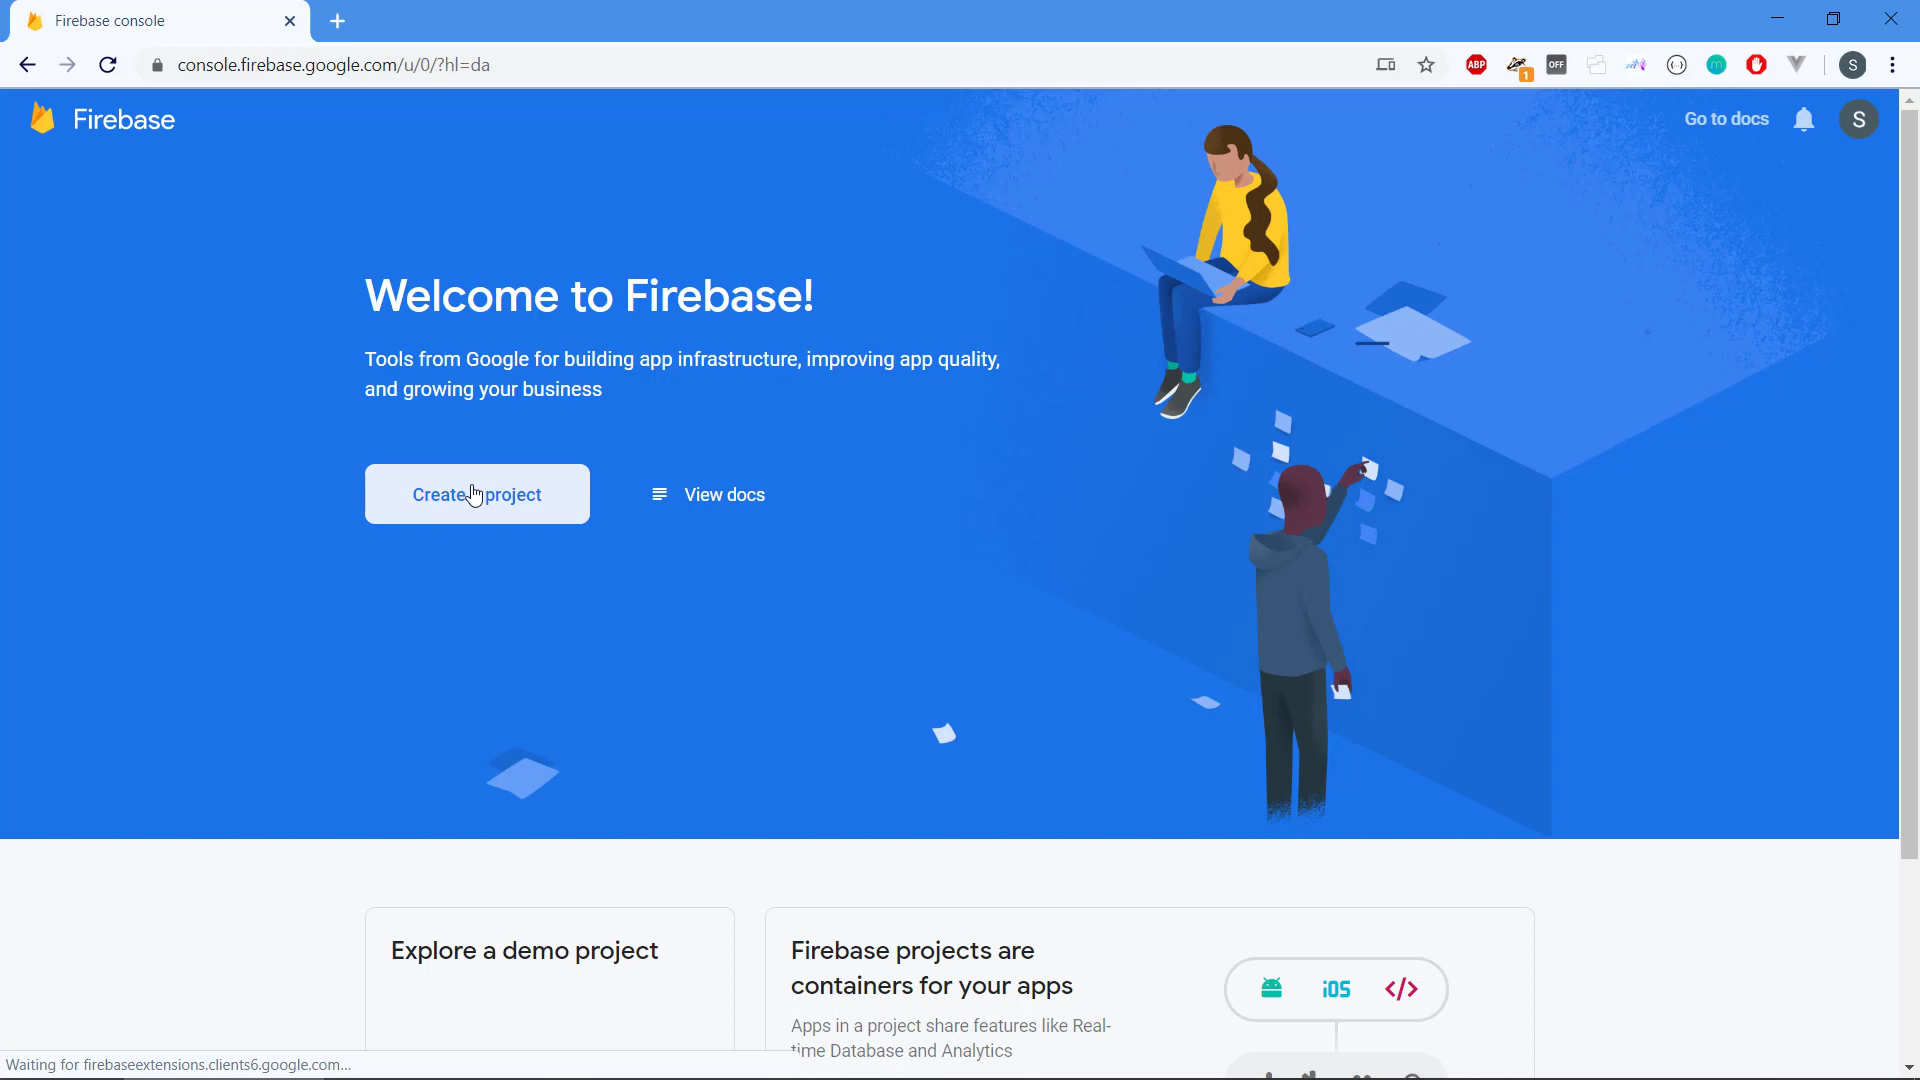 Firebase console
console.firebase.google.com/u/0/?hl=da
ABP
1
OFF
m
S
Firebase
Go to docs
S
Welcome to Firebase!
Tools from Google for building app infrastructure, improving app quality,
and growing your business
Create project
View docs
Explore a demo project
Firebase projects are
containers for your apps
iOS
Apps in a project share features like Real-
time Database and Analytics
Waiting for firebaseextensions.clients6.google.com...